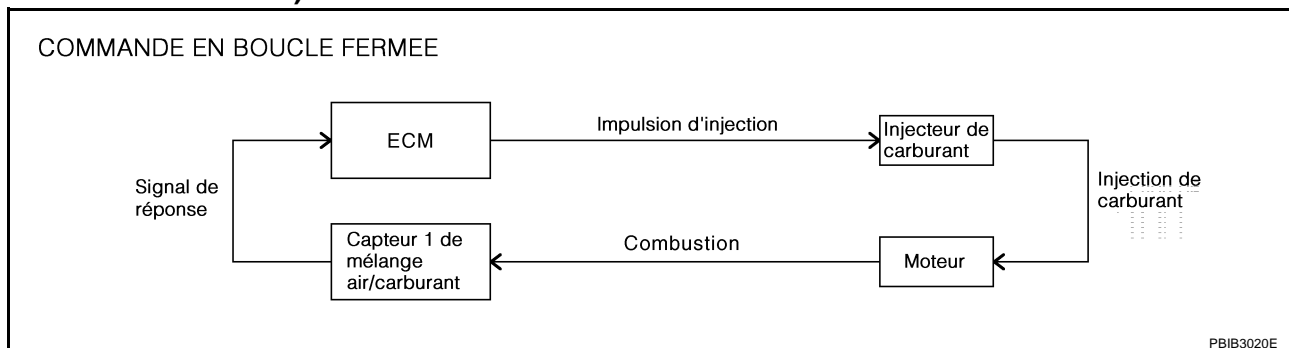 COMMANDE EN BOUCLE FERMEE
ECM
Impulsion d'injection
Injecteur de
carburant
Signal de
réponse
Injection de
carburant
Capteur 1 de
mélange
air/carburant
Combustion
Moteur
PBIB3020E